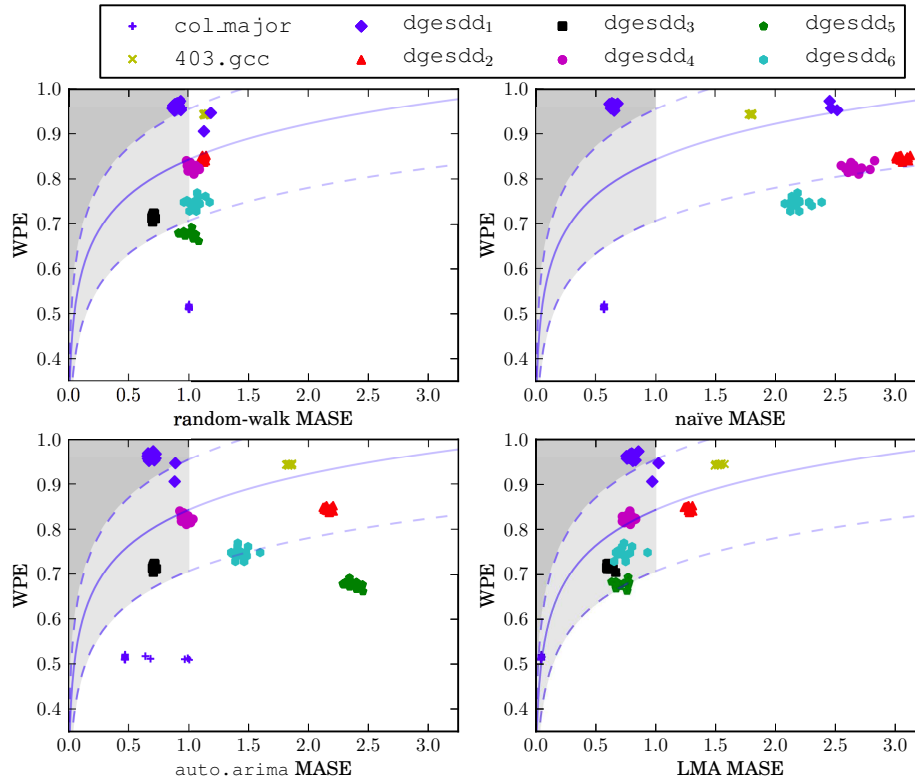 col_major dgesdd₁ dgesdd₃ dgesdd₅
403.gcc dgesdd₂ dgesdd₄ dgesdd₆
1.0
0.9
0.8
0.7
0.6
0.5
0.4
WPE
0.0 0.5 1.0 1.5 2.0 2.5 3.0
random-walk MASE
1.0
0.9
0.8
0.7
0.6
0.5
0.4
WPE
0.0 0.5 1.0 1.5 2.0 2.5 3.0
naïve MASE
1.0
0.9
0.8
0.7
0.6
0.5
0.4
WPE
0.0 0.5 1.0 1.5 2.0 2.5 3.0
auto.arima MASE
1.0
0.9
0.8
0.7
0.6
0.5
0.4
WPE
0.0 0.5 1.0 1.5 2.0 2.5 3.0
LMA MASE